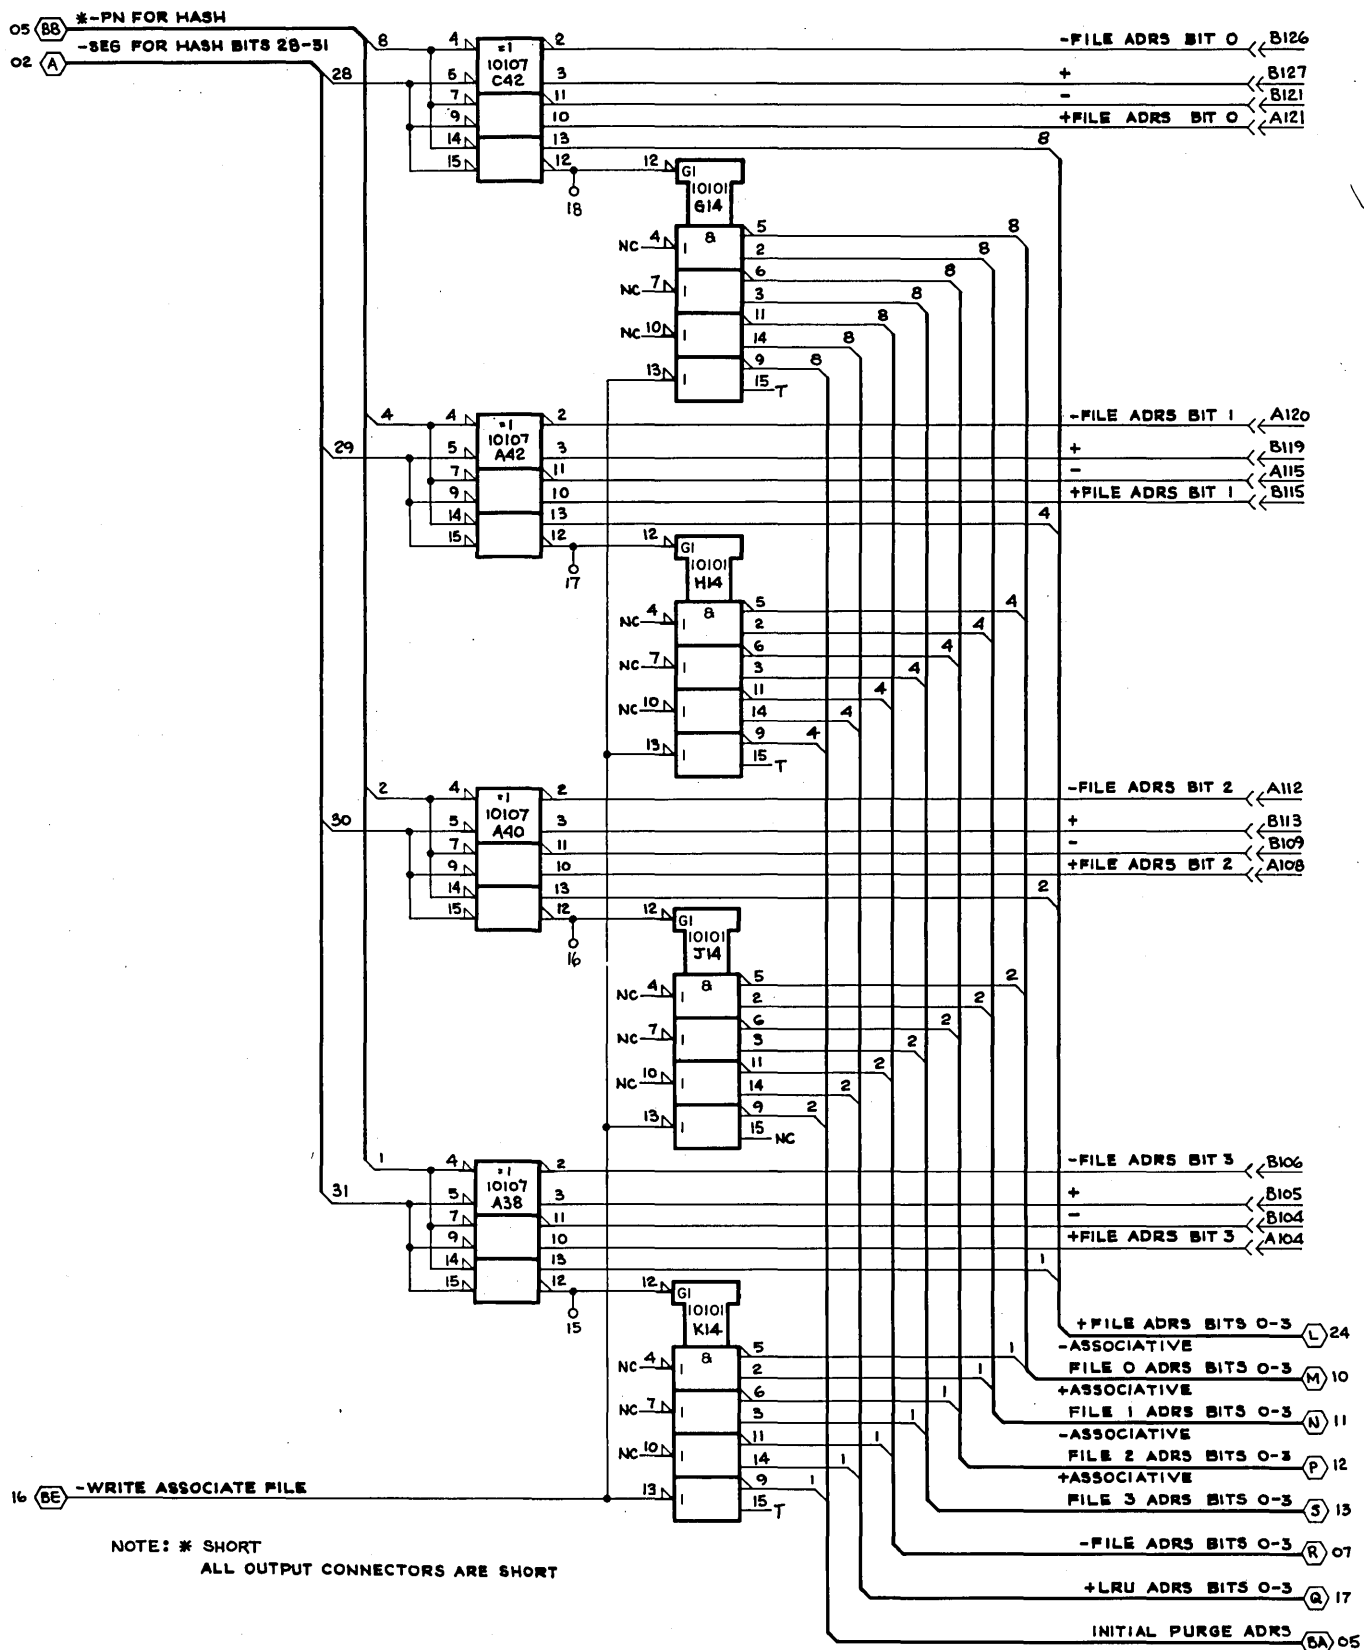 05 BB *-PN FOR HASH
02 A -SEG FOR HASH BITS 28-31
8 4 =1 2 -FILE ADRS BIT 0 B126
28 5 10107 3 + B127
C42
7 11 - B121
9 10 +FILE ADRS BIT 0 A121
14 13 8
15 12 12 G1
18 10101
G14
NC 4 1 & 5 8
2 8
NC 7 1 6 8
3 8
NC 10 1 11 8
14 8
13 1 9 8
15 T
4 4 =1 2 -FILE ADRS BIT 1 A120
29 5 10107 3 + B119
A42
7 11 - A115
9 10 +FILE ADRS BIT 1 B115
14 13 4
15 12 12 G1
17 10101
H14
NC 4 1 & 5 4
2 4
NC 7 1 6 4
3 4
NC 10 1 11 4
14 4
13 1 9 4
15 T
2 4 =1 2 -FILE ADRS BIT 2 A112
30 5 10107 3 + B113
A40
7 11 - B109
9 10 +FILE ADRS BIT 2 A108
14 13 2
15 12 12 G1
16 10101
J14
NC 4 1 & 5 2
2 2
NC 7 1 6 2
3 2
NC 10 1 11 2
14 2
13 1 9 2
15 NC
1 4 =1 2 -FILE ADRS BIT 3 B106
31 5 10107 3 + B105
A38
7 11 - B104
9 10 +FILE ADRS BIT 3 A104
14 13 1
15 12 12 G1
15 10101
K14
NC 4 1 & 5 1
2 1
NC 7 1 6 1
3 1
NC 10 1 11 1
14 1
13 1 9 1
15 T
+FILE ADRS BITS 0-3 L 24
-ASSOCIATIVE
FILE 0 ADRS BITS 0-3 M 10
+ASSOCIATIVE
FILE 1 ADRS BITS 0-3 N 11
-ASSOCIATIVE
FILE 2 ADRS BITS 0-3 P 12
+ASSOCIATIVE
FILE 3 ADRS BITS 0-3 S 13
16 BE -WRITE ASSOCIATE FILE
-FILE ADRS BITS 0-3 R 07
NOTE: * SHORT
ALL OUTPUT CONNECTORS ARE SHORT
+LRU ADRS BITS 0-3 Q 17
INITIAL PURGE ADRS BA 05